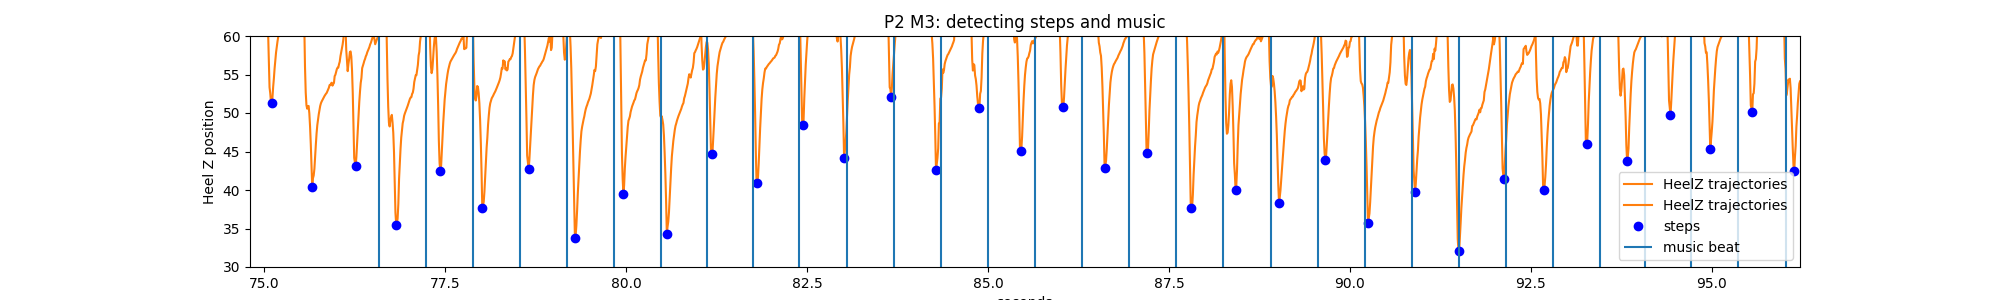 P2 M3: detecting steps and music
60
55
50
45
40
35
30
Heel Z position
HeelZ trajectories
HeelZ trajectories
steps
music beat
75.0 77.5 80.0 82.5 85.0 87.5 90.0 92.5 95.0